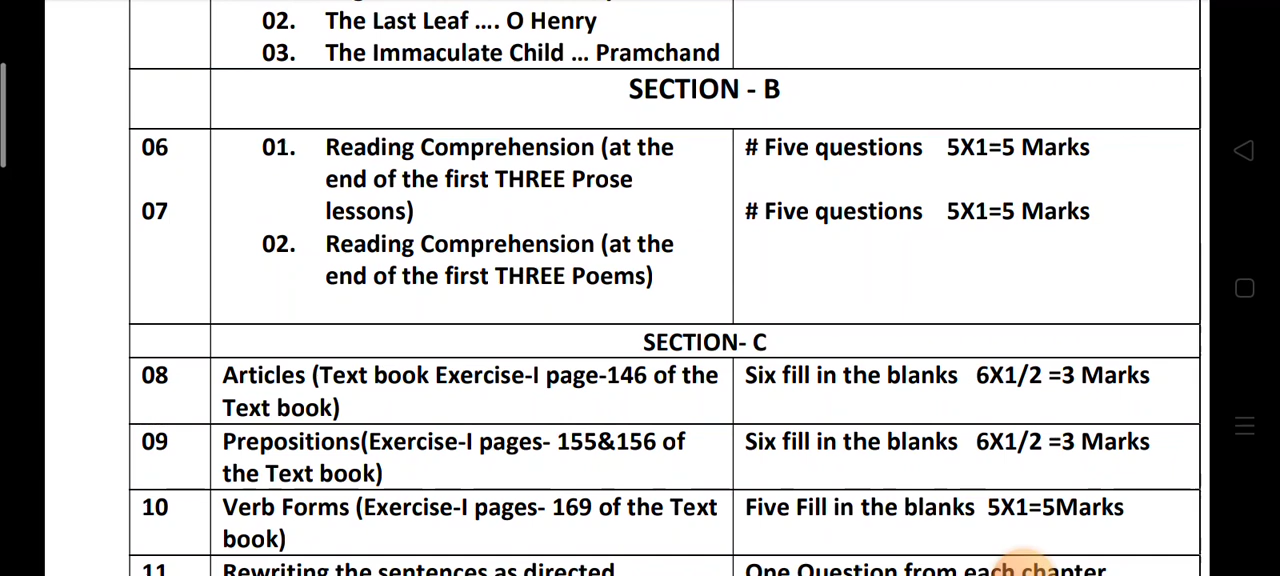 02. The Last Leaf .... O Henry
03. The Immaculate Child ... Pramchand
SECTION - B
06 01. Reading Comprehension (at the # Five questions 5X1=5 Marks
end of the first THREE Prose
07 lessons) # Five questions 5X1=5 Marks
02. Reading Comprehension (at the
end of the first THREE Poems)
SECTION- C
08 Articles (Text book Exercise-I page-146 of the Six fill in the blanks 6X1/2 =3 Marks
Text book)
09 Prepositions(Exercise-I pages- 155&156 of Six fill in the blanks 6X1/2 =3 Marks
the Text book)
10 Verb Forms (Exercise-I pages- 169 of the Text Five Fill in the blanks 5X1=5Marks
book)
11 Rewriting the sentences as directed One Question from each chapter